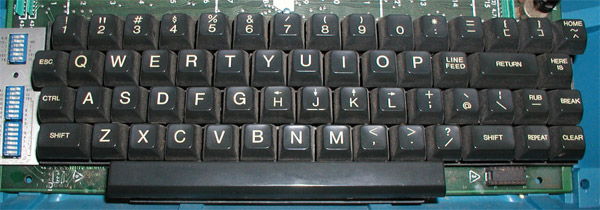 ! " # $ % & ' ( ) * = { } HOME
1 2 3 4 5 6 7 8 9 0 : - [ ] ~ ^
ESC Q W E R T Y U I O P LINE FEED RETURN HERE IS
CTRL A S D F G H J K L + ; ` @ | \ RUB _ BREAK
SHIFT Z X C V B N M < , > . ? / SHIFT REPEAT CLEAR